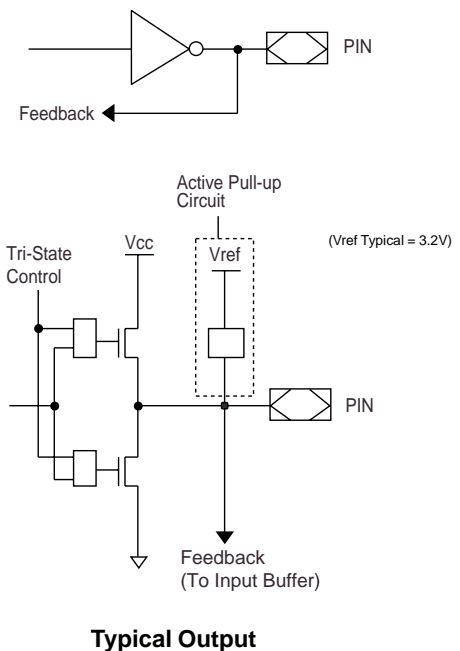 PIN
Feedback
Active Pull-up
Circuit
(Vref Typical = 3.2V)
Tri-State
Control
Vcc
Vref
PIN
Feedback
(To Input Buffer)
Typical Output